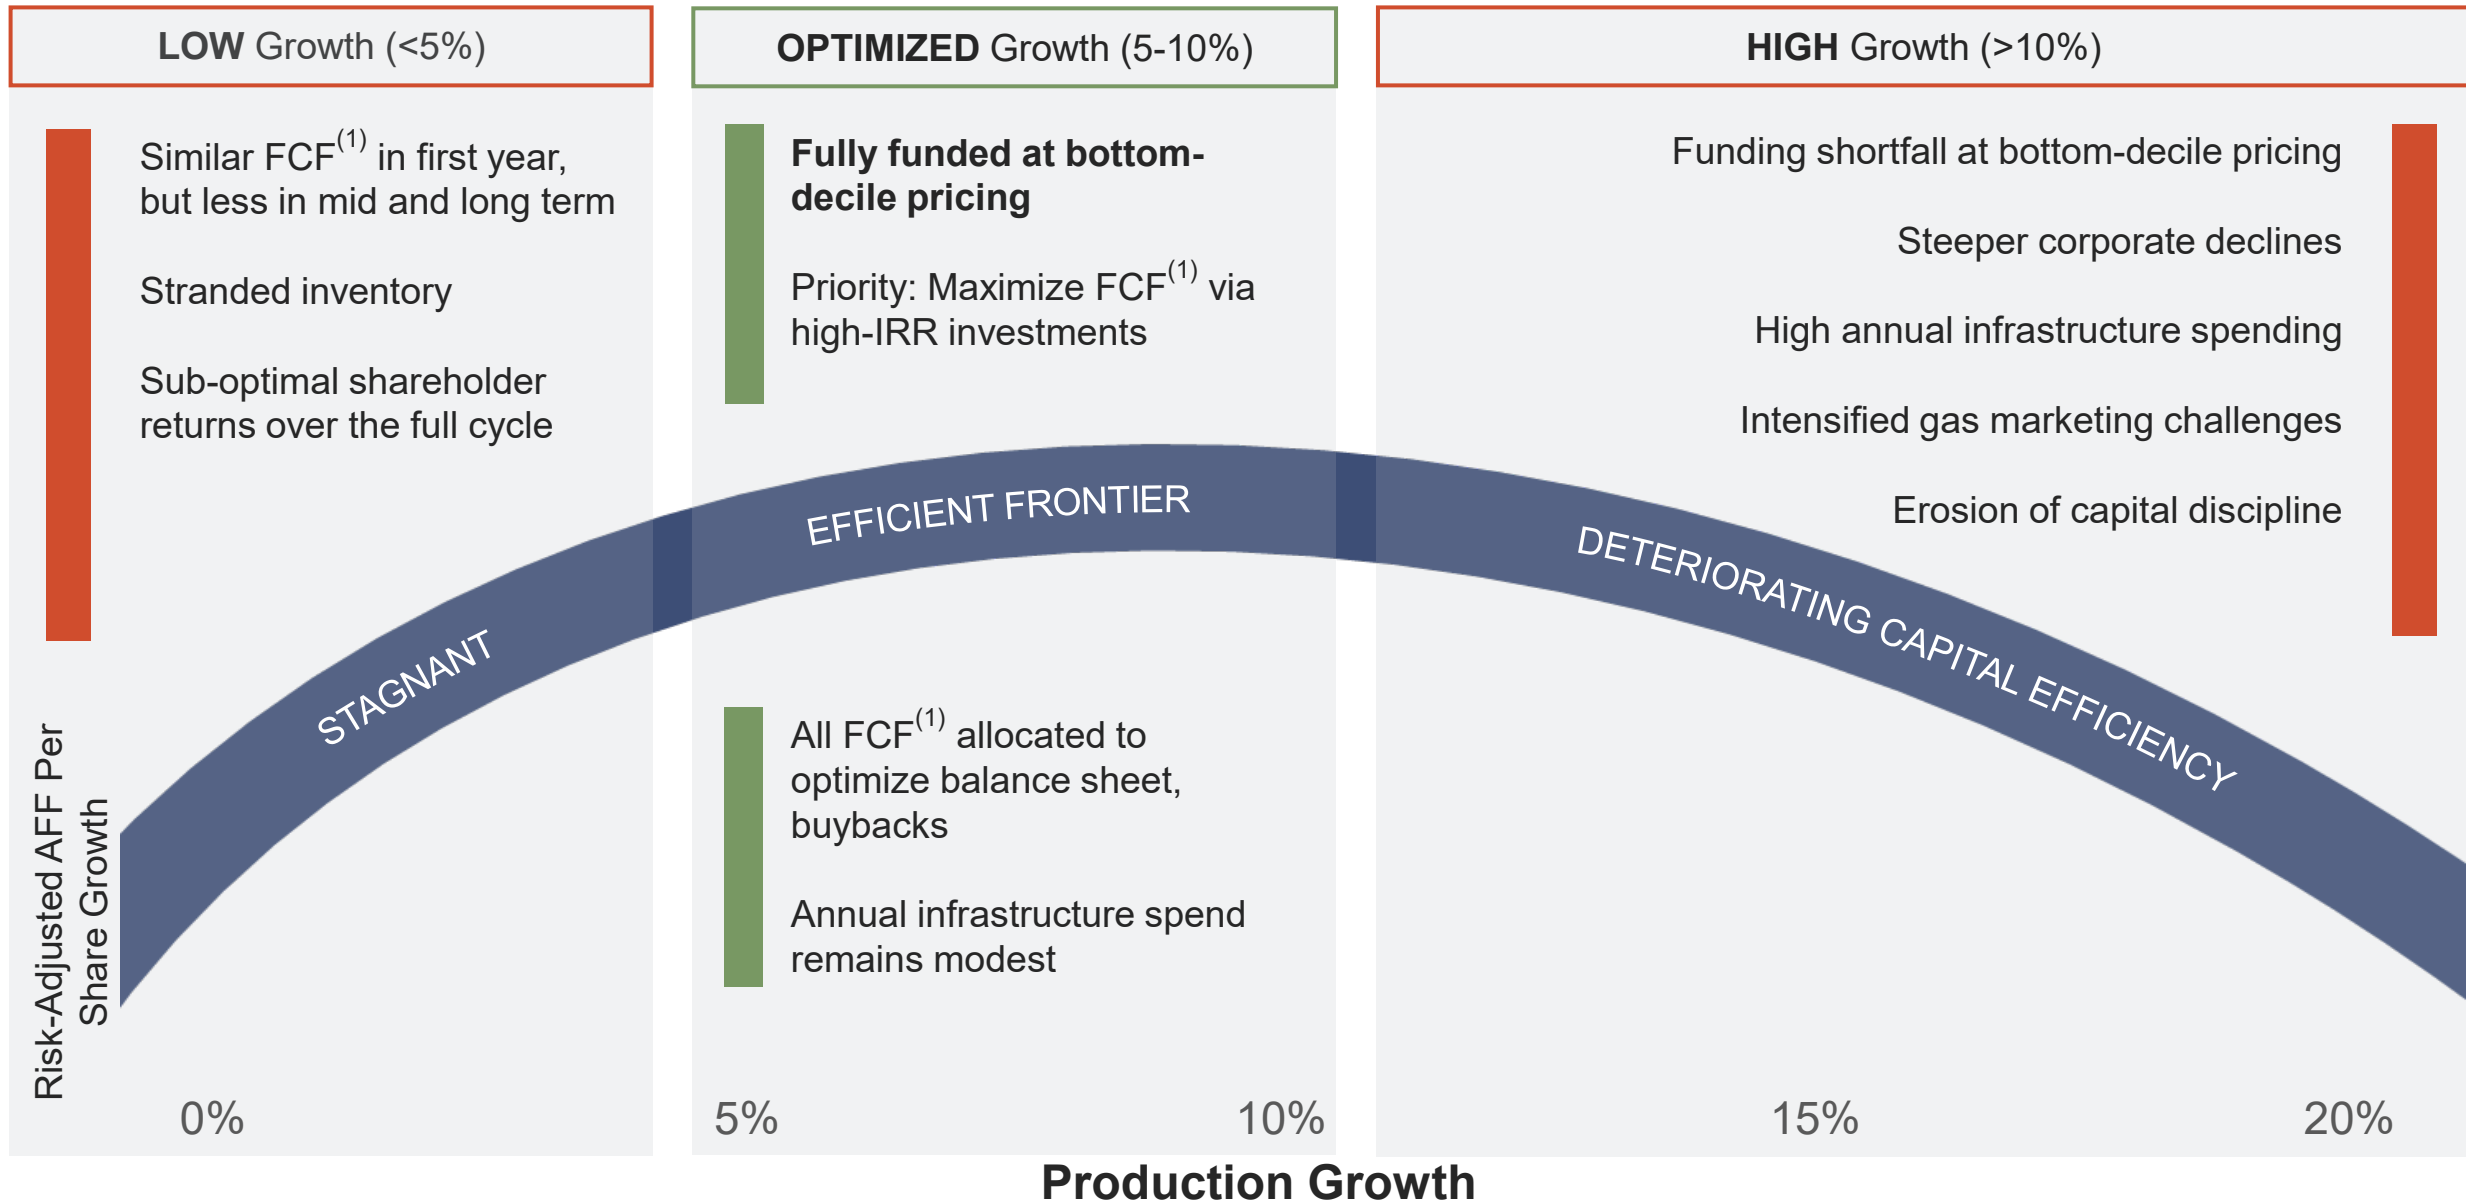 LOW Growth (<5%)
Similar FCF(1) in first year,
but less in mid and long term
Stranded inventory
Sub-optimal shareholder
returns over the full cycle
OPTIMIZED Growth (5-10%)
Fully funded at bottom-
decile pricing
Priority: Maximize FCF(1) via
high-IRR investments
HIGH Growth (>10%)
Funding shortfall at bottom-decile pricing
Steeper corporate declines
High annual infrastructure spending
Intensified gas marketing challenges
Erosion of capital discipline
STAGNANT
EFFICIENT FRONTIER
DETERIORATING CAPITAL EFFICIENCY
All FCF(1) allocated to
optimize balance sheet,
buybacks
Annual infrastructure spend
remains modest
Risk-Adjusted AFF Per
Share Growth
0%
5%
10%
15%
20%
Production Growth